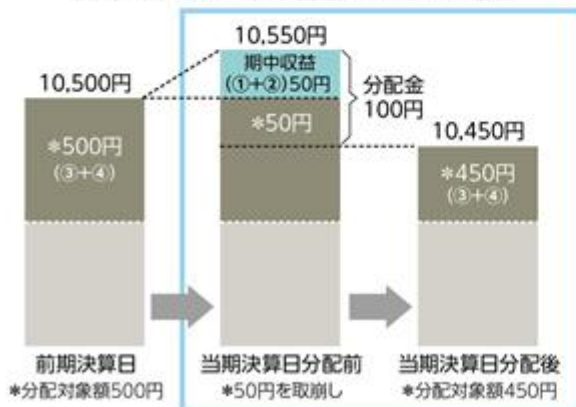 10,550円
期中収益
(①+②)50円
分配金
100円
10,500円
*500円
(③+④)
*50円
10,450円
*450円
(③+④)
前期決算日
*分配対象額500円
当期決算日分配前
*50円を取崩し
当期決算日分配後
*分配対象額450円